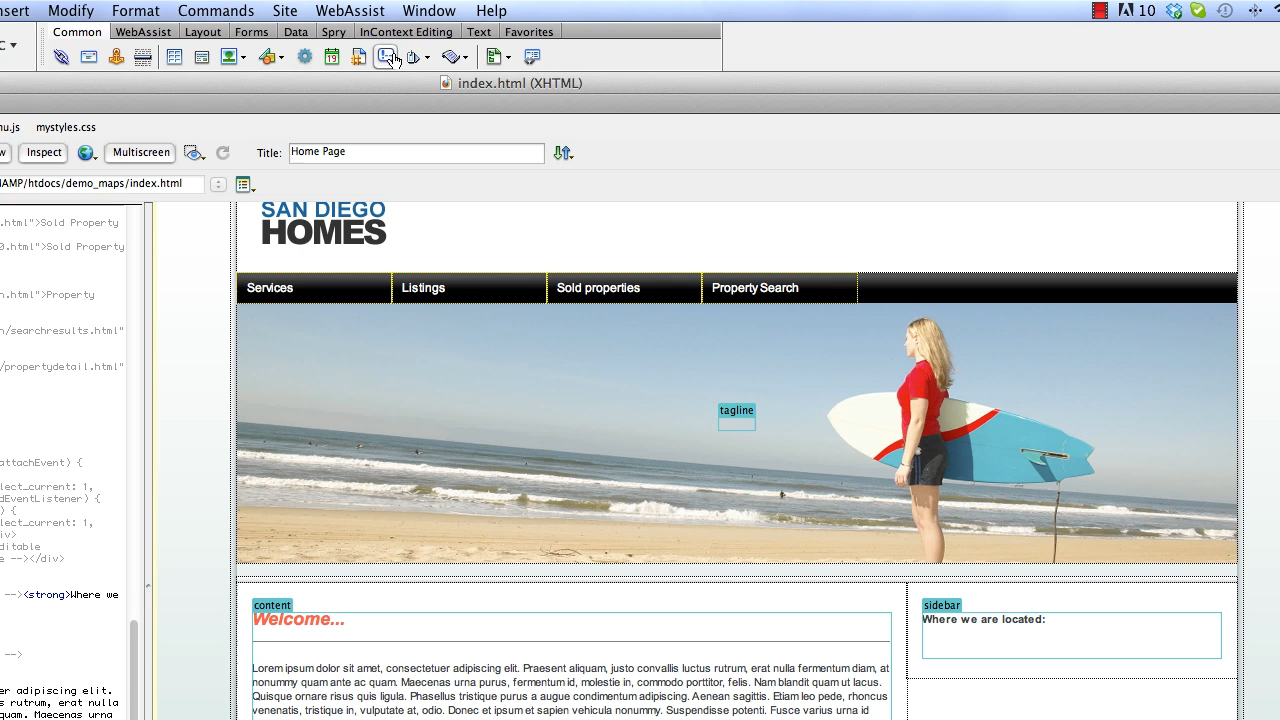 nsert Modify Format Commands Site WebAssist Window Help 10
Common WebAssist Layout Forms Data Spry InContext Editing Text Favorites
C
19
index.html (XHTML)
nu.js mystyles.css
w Inspect Multiscreen Title: Home Page
AMP/htdocs/demo_maps/index.html
n.html">Sold Property
0.html">Sold Property
n.html">Property
n/searchresults.html"
/propertydetail.html"
attachEvent) {
lect_current: 1,
dEventListener) {
) {
lect_current: 1,
iv>
ditable
e --></div>
--><strong>Where we
-->
er adipiscing elit.
s rutrum, erat nulla
quam. Maecenas urna
SAN DIEGO
HOMES
Services Listings Sold properties Property Search
tagline
content
Welcome...
Lorem ipsum dolor sit amet, consectetuer adipiscing elit. Praesent aliquam, justo convallis luctus rutrum, erat nulla fermentum diam, at
nonummy quam ante ac quam. Maecenas urna purus, fermentum id, molestie in, commodo porttitor, felis. Nam blandit quam ut lacus.
Quisque ornare risus quis ligula. Phasellus tristique purus a augue condimentum adipiscing. Aenean sagittis. Etiam leo pede, rhoncus
venenatis, tristique in, vulputate at, odio. Donec et ipsum et sapien vehicula nonummy. Suspendisse potenti. Fusce varius urna id
sidebar
Where we are located: